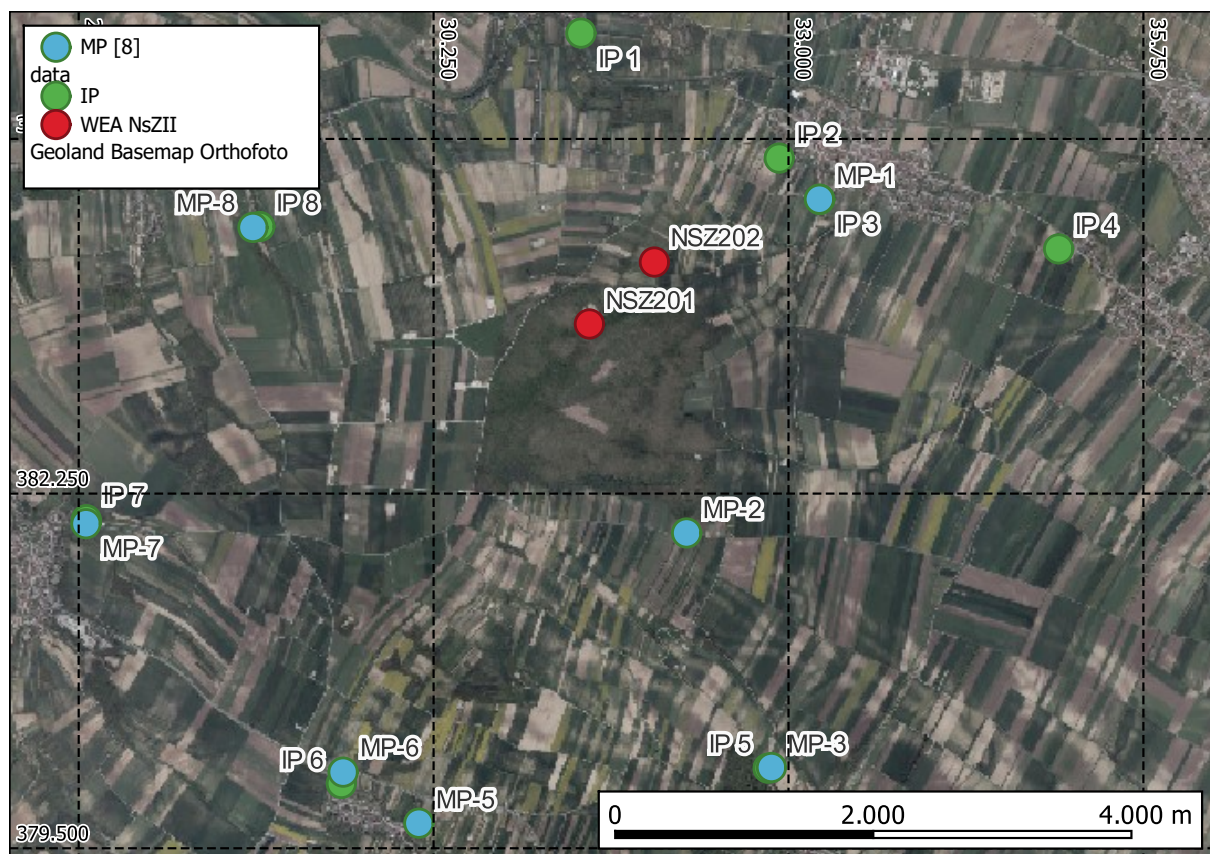 MP [8]
data
IP
WEA NsZII
Geoland Basemap Orthofoto
2
30.250
33.000
35.750
IP 1
IP 2
MP-1
MP-8
IP 8
IP 3
IP 4
NSZ202
NSZ201
382.250
IP 7
MP-2
MP-7
IP 6
MP-6
IP 5
MP-3
MP-5
0
2.000
4.000 m
379.500